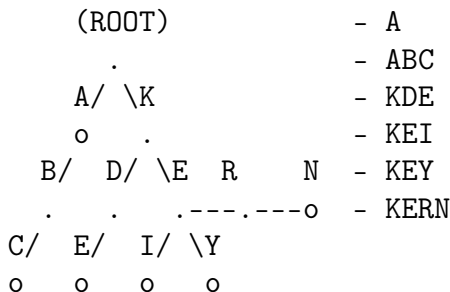 (ROOT) - A
. - ABC
A/ \K - KDE
o . - KEI
B/ D/ \E R N - KEY
. . .---.---o - KERN
C/ E/ I/ \Y
o o o o